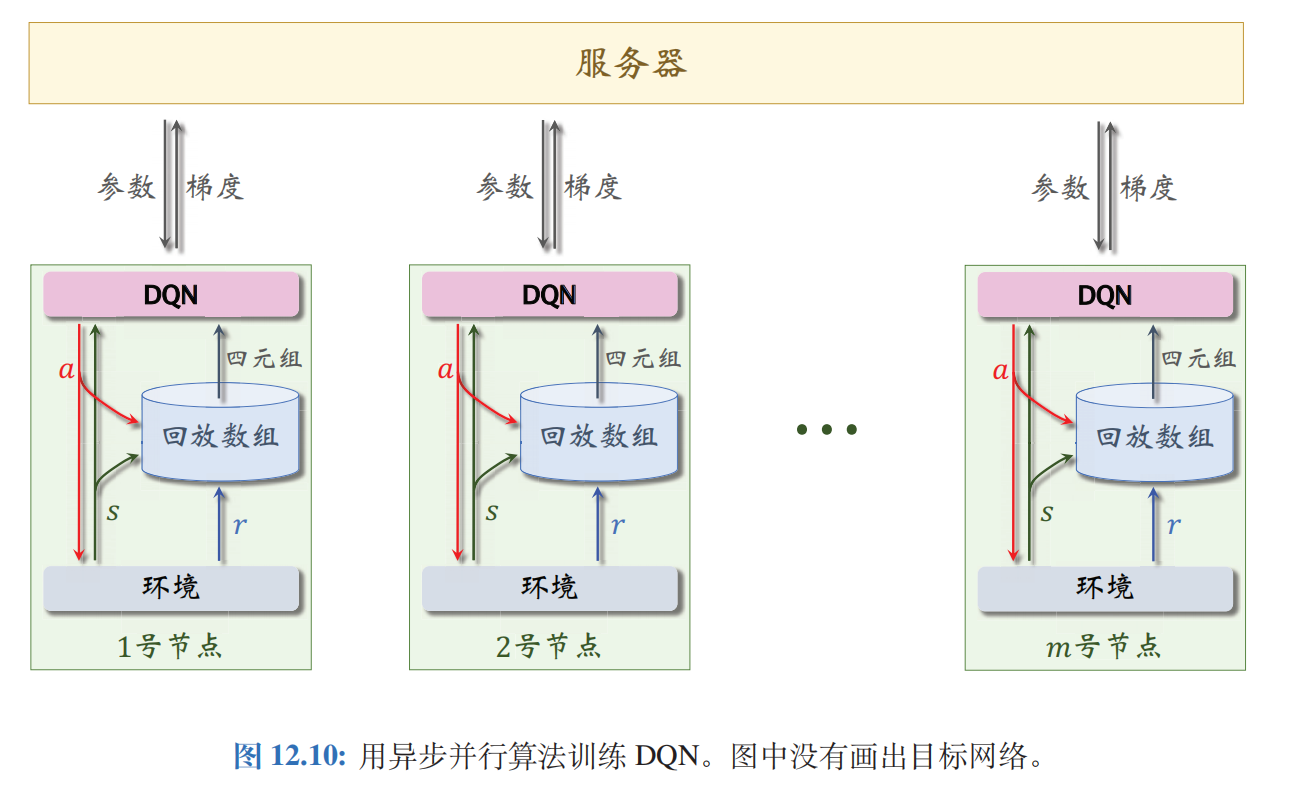 服务器
参数 梯度 参数 梯度 参数 梯度
DQN DQN DQN
a 四元组 a 四元组 a 四元组
回放数组 回放数组 回放数组
s r s r s r
环境 环境 环境
1号节点 2号节点 m号节点
图 12.10: 用异步并行算法训练 DQN。图中没有画出目标网络。